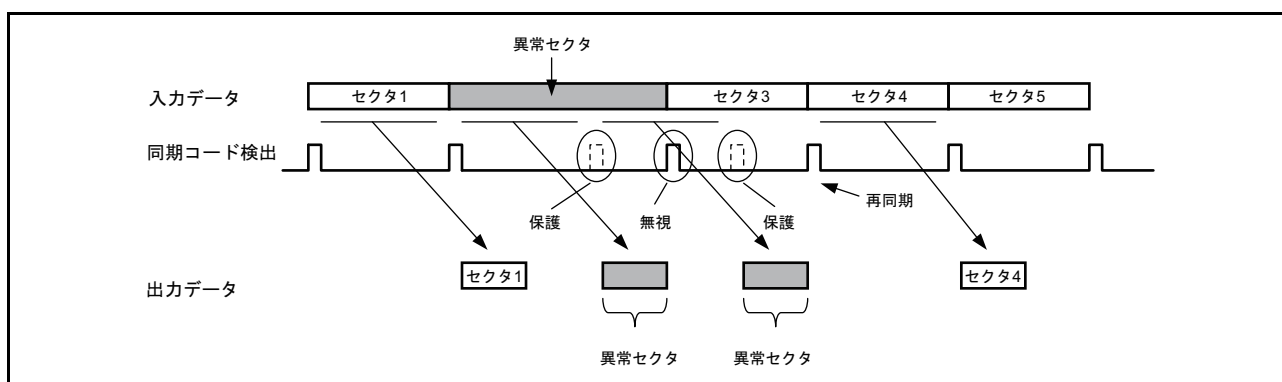 異常セクタ
入力データ
セクタ1
セクタ3
セクタ4
セクタ5
同期コード検出
保護
無視
保護
再同期
出力データ
セクタ1
セクタ4
異常セクタ
異常セクタ